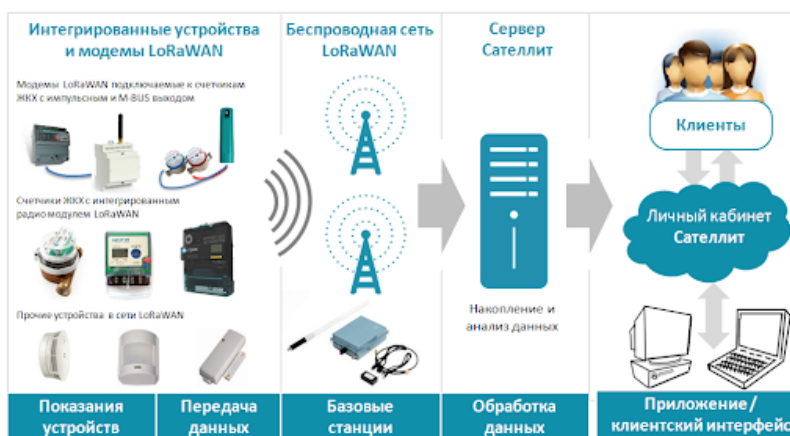 Интегрированные устройства
и модемы LoRaWAN
Модемы LoRaWAN подключаемые к счетчикам
ЖКХ с импульсным и M-BUS выходом
Счетчики ЖКХ с интегрированным
радио модулем LoRaWAN
Прочие устройства в сети LoRaWAN
Показания
устройств
Передача
данных
Беспроводная сеть
LoRaWAN
Базовые
станции
Сервер
Сателлит
Накопление и
анализ данных
Обработка
данных
Клиенты
Личный кабинет
Сателлит
Приложение/
клиентский интерфейс